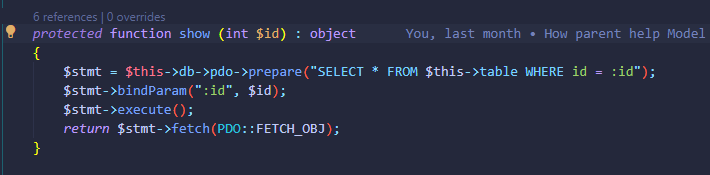 6 references | 0 overrides
protected function show (int $id) : object You, last month • How parent help Model
{
$stmt = $this->db->pdo->prepare("SELECT * FROM $this->table WHERE id = :id");
$stmt->bindParam(":id", $id);
$stmt->execute();
return $stmt->fetch(PDO::FETCH_OBJ);
}